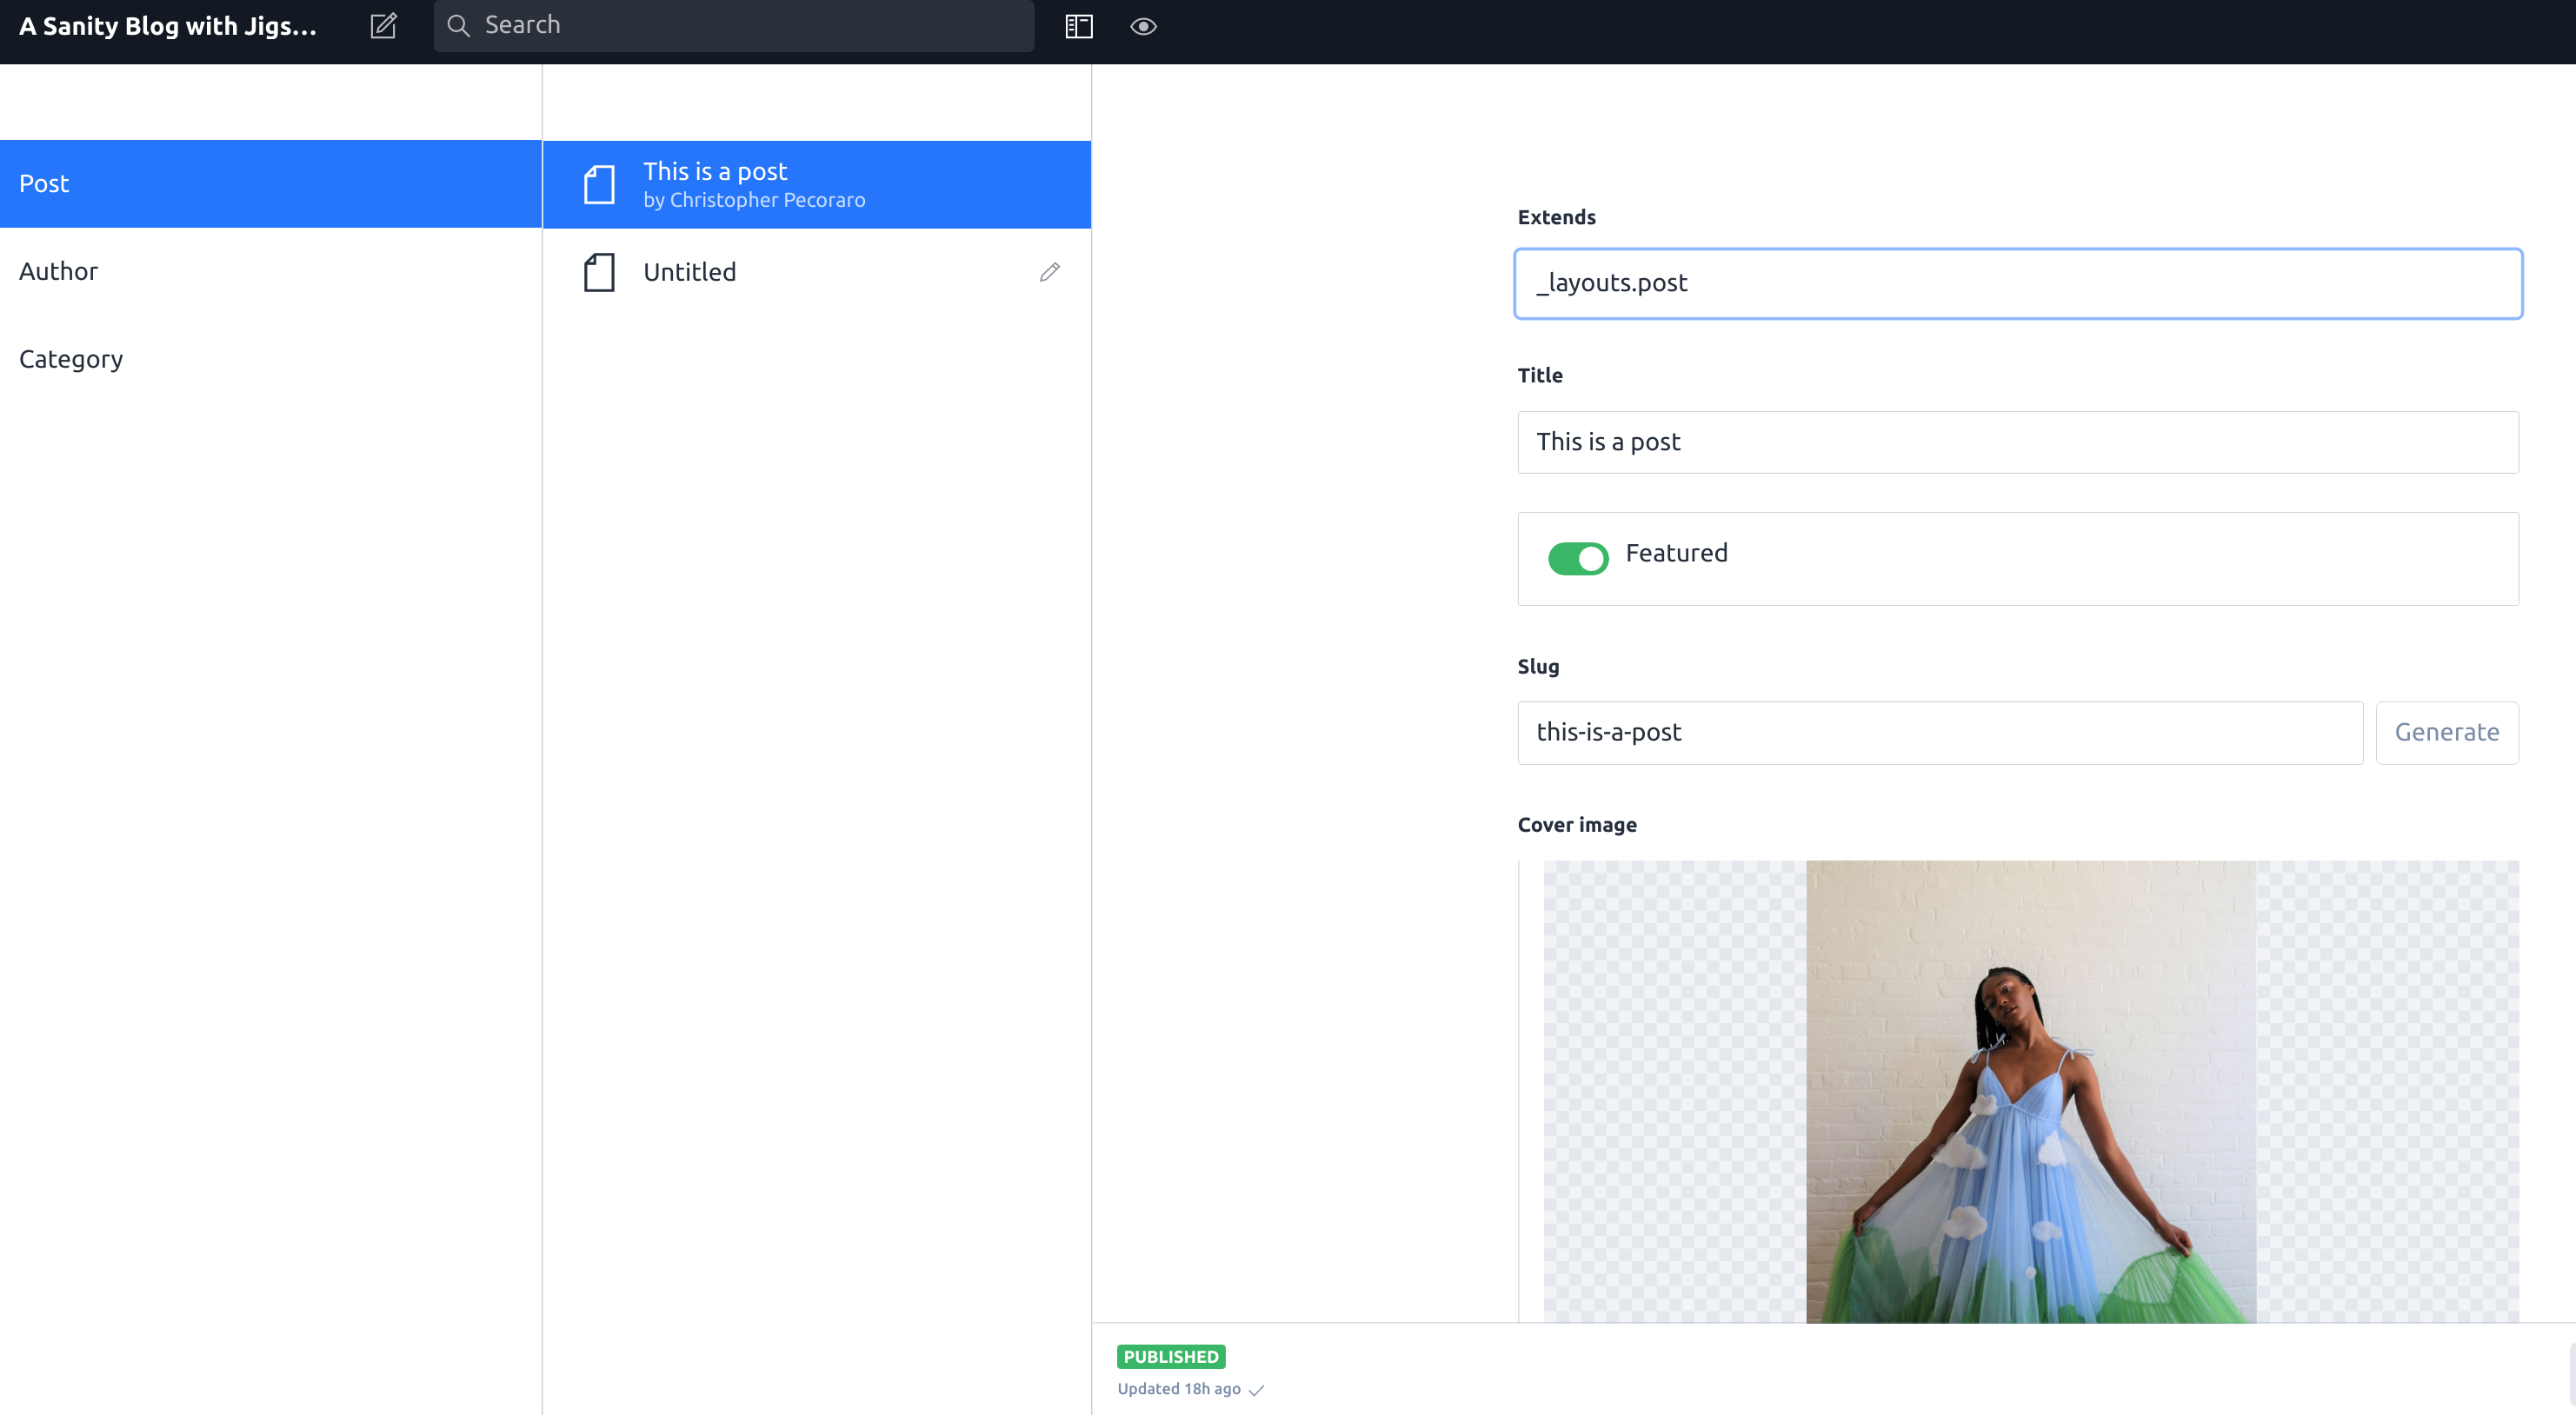 A Sanity Blog with Jigs...
Search
Post
Author
Category
This is a post
by Christopher Pecoraro
Untitled
Extends
_layouts.post
Title
This is a post
Featured
Slug
this-is-a-post
Generate
Cover image
PUBLISHED
Updated 18h ago